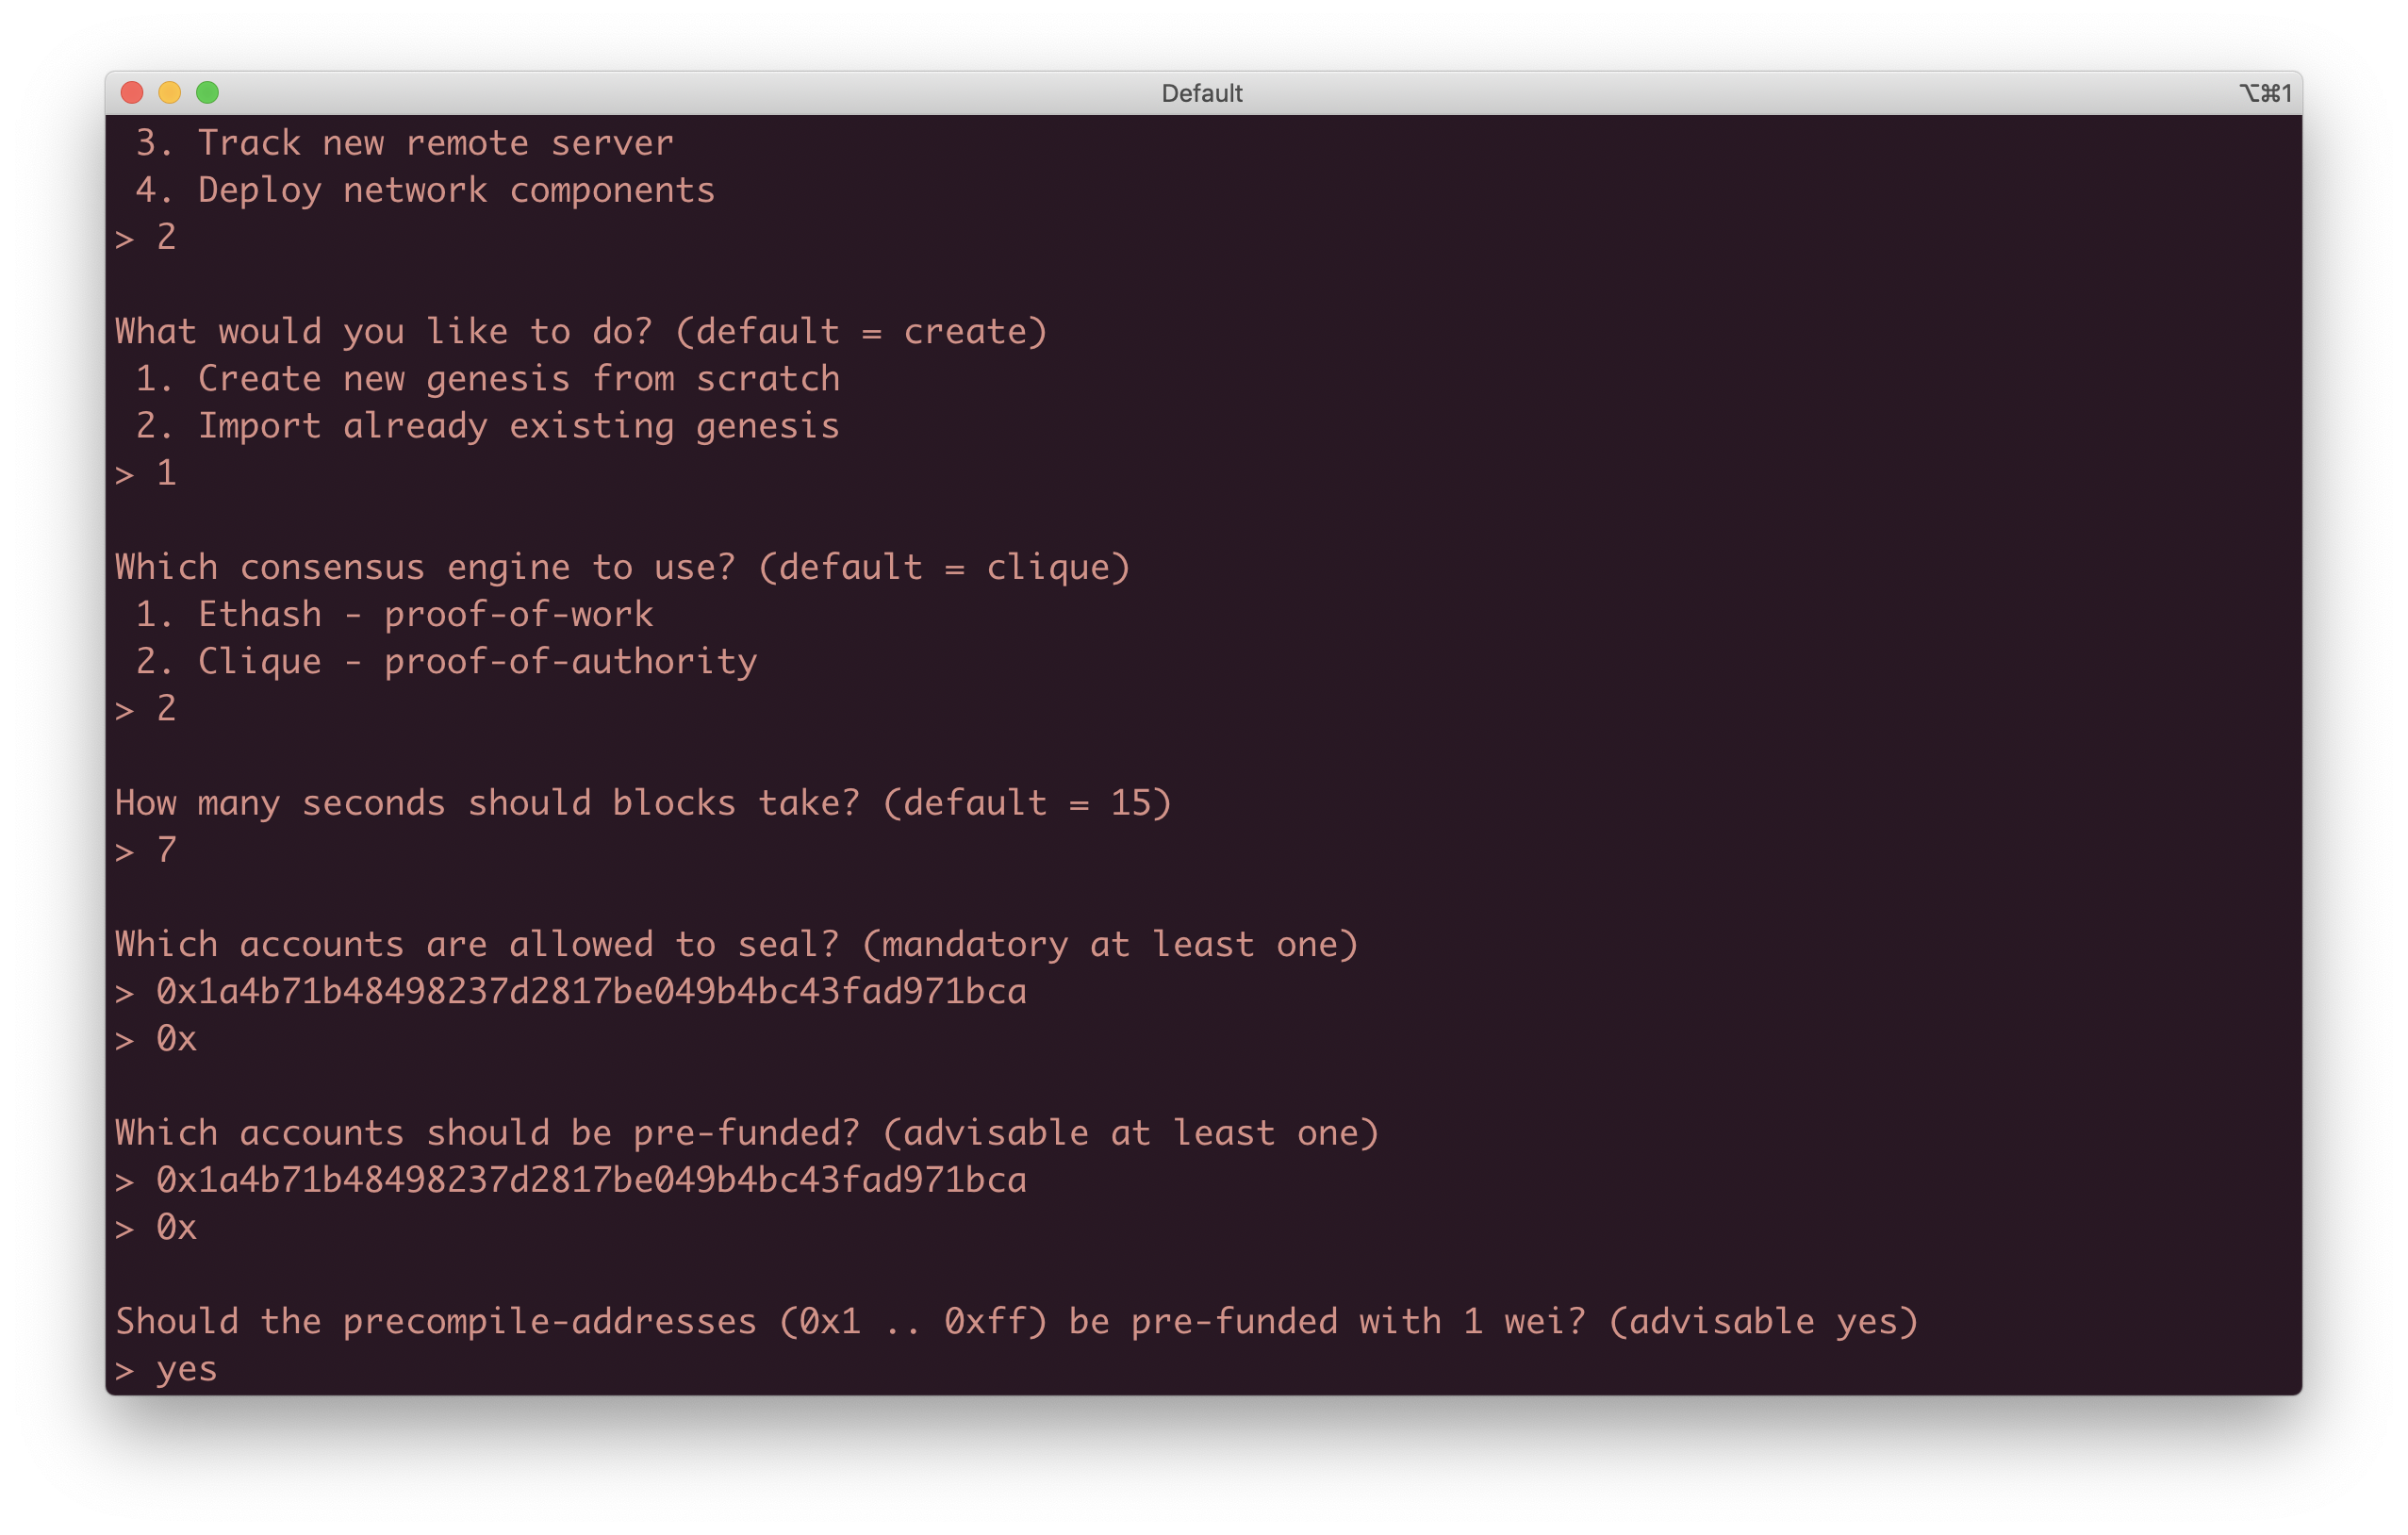 Default
⌥⌘1
3. Track new remote server
4. Deploy network components
> 2
What would you like to do? (default = create)
1. Create new genesis from scratch
2. Import already existing genesis
> 1
Which consensus engine to use? (default = clique)
1. Ethash - proof-of-work
2. Clique - proof-of-authority
> 2
How many seconds should blocks take? (default = 15)
> 7
Which accounts are allowed to seal? (mandatory at least one)
> 0x1a4b71b48498237d2817be049b4bc43fad971bca
> 0x
Which accounts should be pre-funded? (advisable at least one)
> 0x1a4b71b48498237d2817be049b4bc43fad971bca
> 0x
Should the precompile-addresses (0x1 .. 0xff) be pre-funded with 1 wei? (advisable yes)
> yes